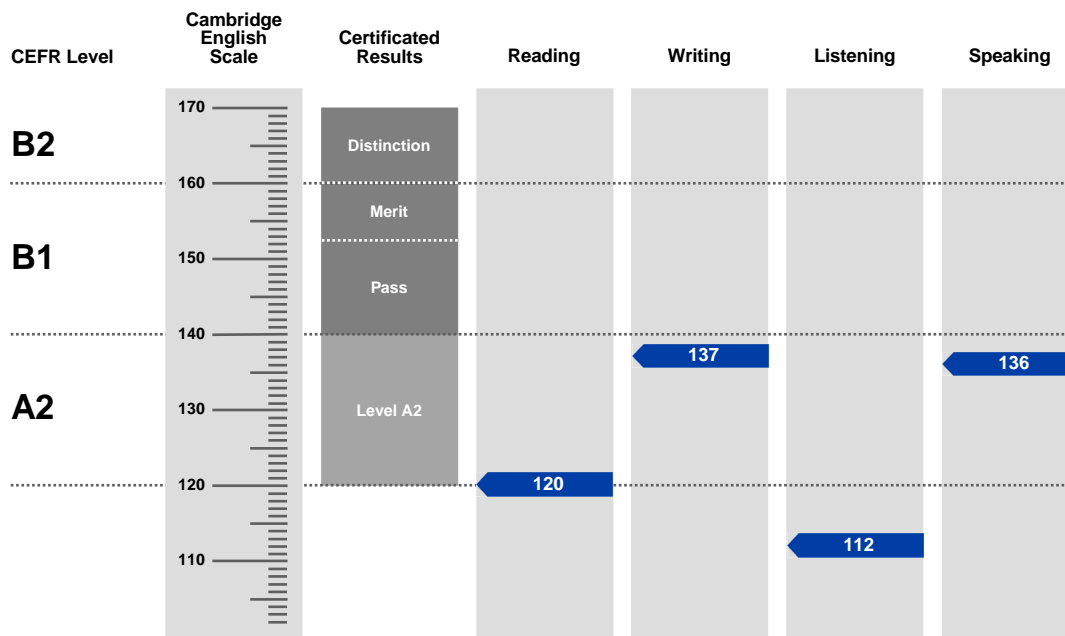 CEFR Level
Cambridge
English
Scale
Certificated
Results
Reading
Writing
Listening
Speaking
170
B2
Distinction
160
Merit
B1
150
Pass
140
137
136
A2
130
Level A2
120
120
112
110